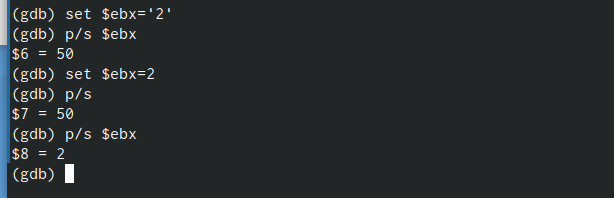 (gdb) set $ebx='2'
(gdb) p/s $ebx
$6 = 50
(gdb) set $ebx=2
(gdb) p/s
$7 = 50
(gdb) p/s $ebx
$8 = 2
(gdb)